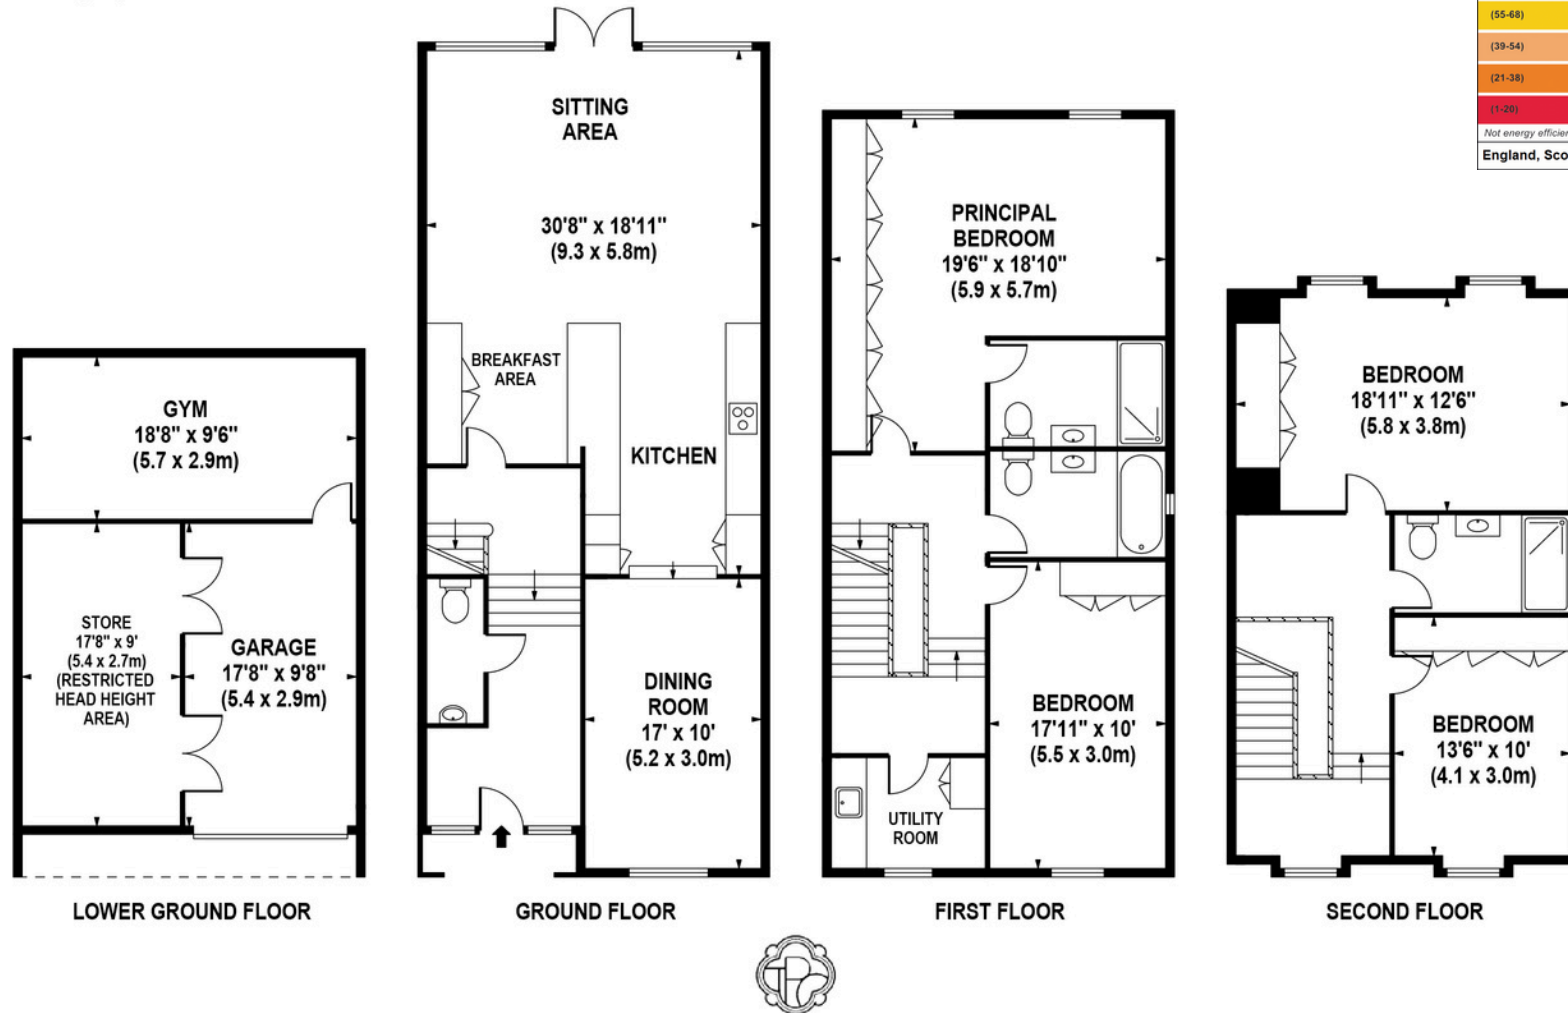 (55-68)
(39-54)
(21-38)
(1-20)
England, Sco
SITTING
AREA
30'8" x 18'11"
(9.3 x 5.8m)
BREAKFAST
AREA
KITCHEN
DINING
ROOM
17' x 10'
(5.2 x 3.0m)
GROUND FLOOR
GYM
18'8" x 9'6"
(5.7 x 2.9m)
STORE
17'8" x 9'
(5.4 x 2.7m)
(RESTRICTED
HEAD HEIGHT
AREA)
GARAGE
17'8" x 9'8"
(5.4 x 2.9m)
LOWER GROUND FLOOR
PRINCIPAL
BEDROOM
19'6" x 18'10"
(5.9 x 5.7m)
BEDROOM
17'11" x 10'
(5.5 x 3.0m)
UTILITY
ROOM
FIRST FLOOR
BEDROOM
18'11" x 12'6"
(5.8 x 3.8m)
BEDROOM
13'6" x 10'
(4.1 x 3.0m)
SECOND FLOOR
Not energy efficien